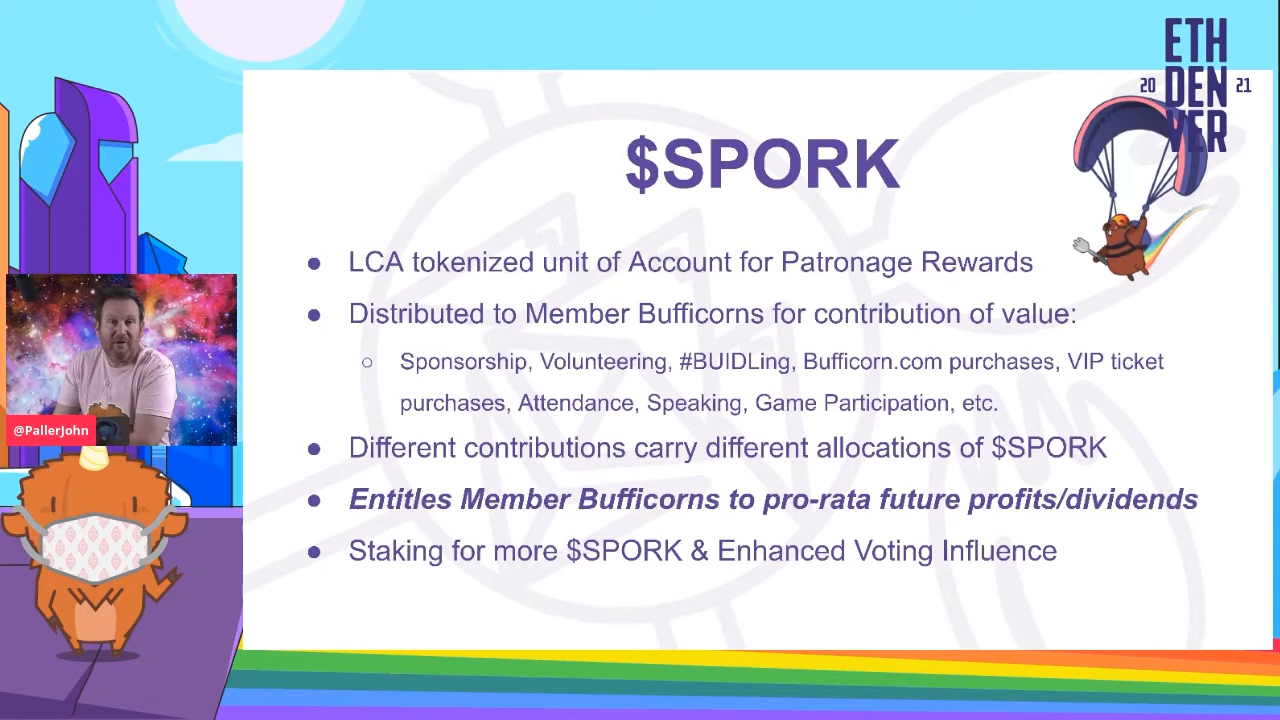 ETH
20 DEN 21
VER
$SPORK
● LCA tokenized unit of Account for Patronage Rewards
● Distributed to Member Bufficorns for contribution of value:
○ Sponsorship, Volunteering, #BUIDLing, Bufficorn.com purchases, VIP ticket
purchases, Attendance, Speaking, Game Participation, etc.
● Different contributions carry different allocations of $SPORK
● Entitles Member Bufficorns to pro-rata future profits/dividends
● Staking for more $SPORK & Enhanced Voting Influence
@PallerJohn